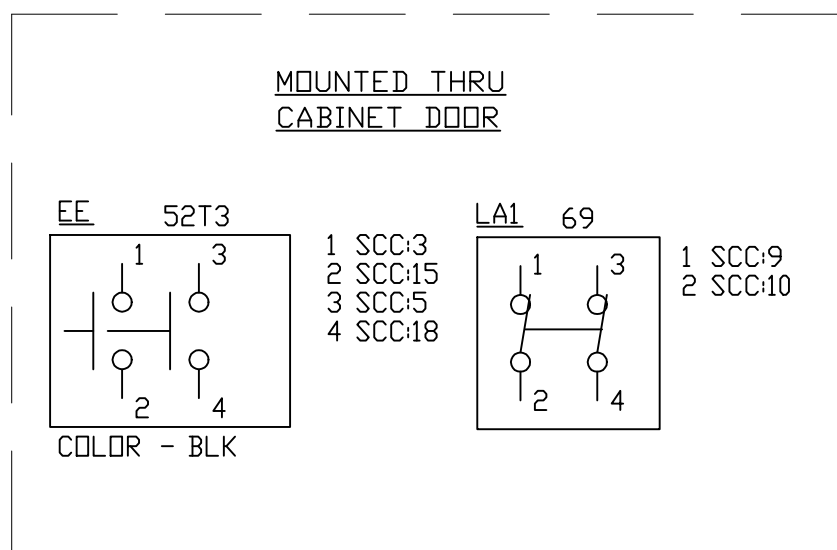 MOUNTED THRU
CABINET DOOR
EE 52T3
1 3
2 4
COLOR - BLK
1 SCC:3
2 SCC:15
3 SCC:5
4 SCC:18
LA1 69
1 3
2 4
1 SCC:9
2 SCC:10